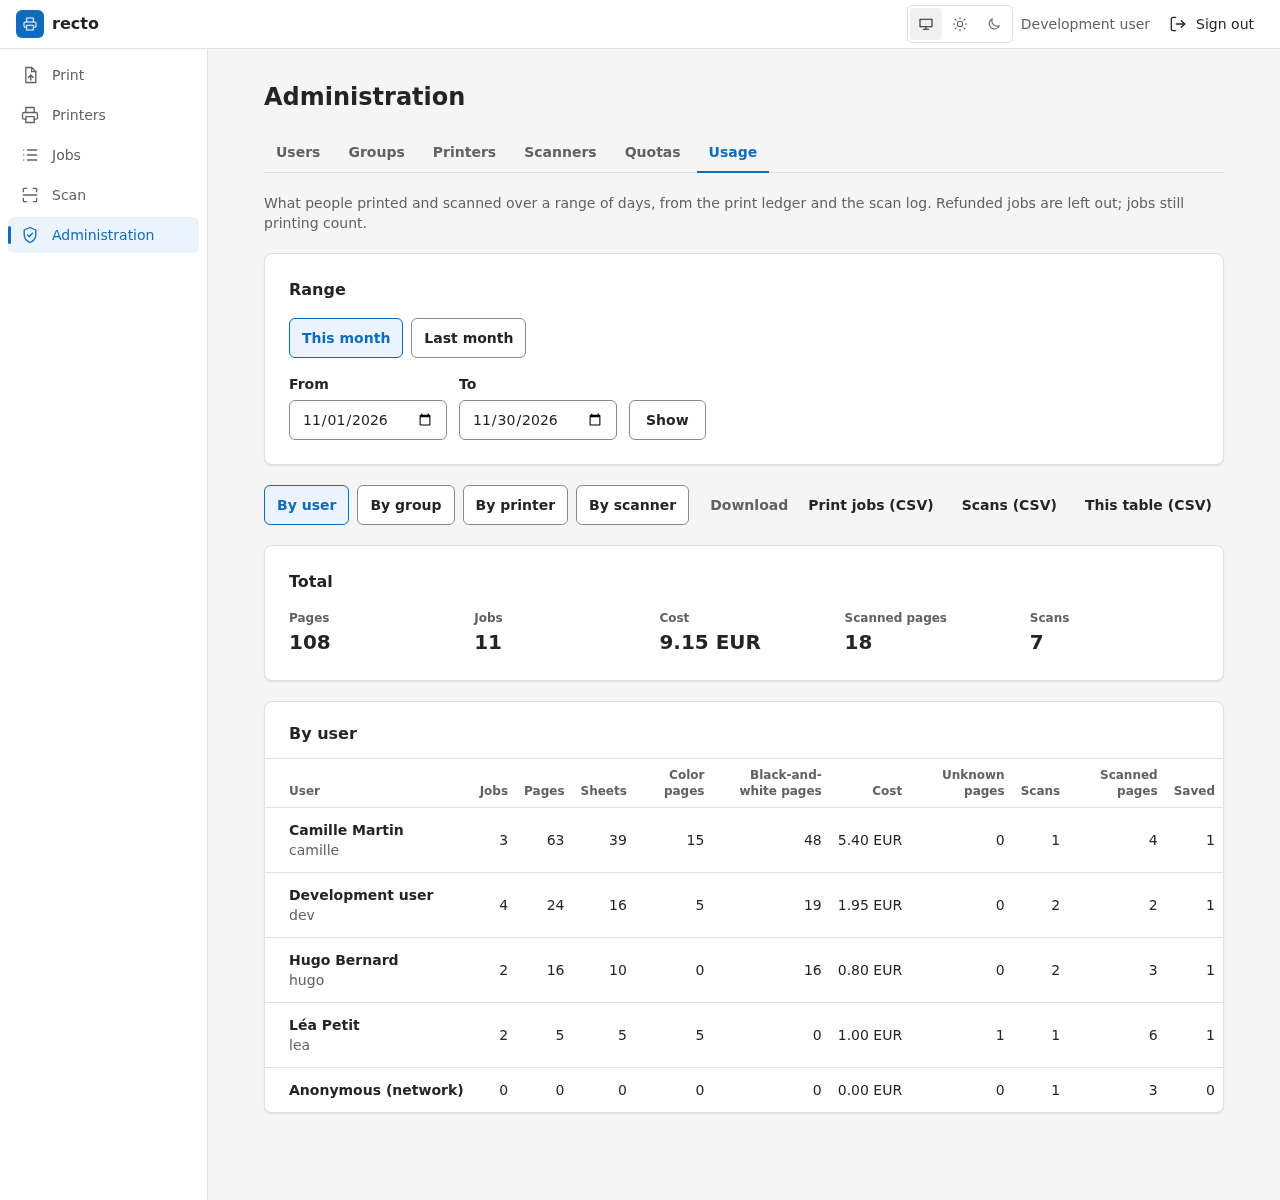 recto
Development user
Sign out
Print
Printers
Jobs
Scan
Administration
Administration
Users Groups Printers Scanners Quotas Usage
What people printed and scanned over a range of days, from the print ledger and the scan log. Refunded jobs are left out; jobs still
printing count.
Range
This month Last month
From To
11/01/2026 11/30/2026 Show
By user By group By printer By scanner Download Print jobs (CSV) Scans (CSV) This table (CSV)
Total
Pages Jobs Cost Scanned pages Scans
108 11 9.15 EUR 18 7
By user
User Jobs Pages Sheets Color pages Black-and-white pages Cost Unknown pages Scans Scanned pages Saved
Camille Martin
camille
3 63 39 15 48 5.40 EUR 0 1 4 1
Development user
dev
4 24 16 5 19 1.95 EUR 0 2 2 1
Hugo Bernard
hugo
2 16 10 0 16 0.80 EUR 0 2 3 1
Léa Petit
lea
2 5 5 5 0 1.00 EUR 1 1 6 1
Anonymous (network) 0 0 0 0 0 0.00 EUR 0 1 3 0